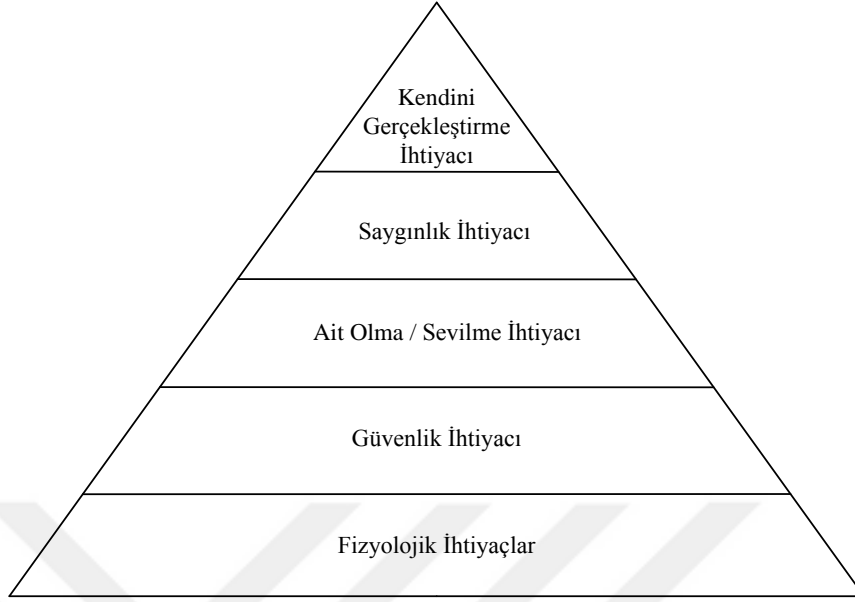 Kendini
Gerçekleştirme
İhtiyacı
Saygınlık İhtiyacı
Ait Olma / Sevilme İhtiyacı
Güvenlik İhtiyacı
Fizyolojik İhtiyaçlar